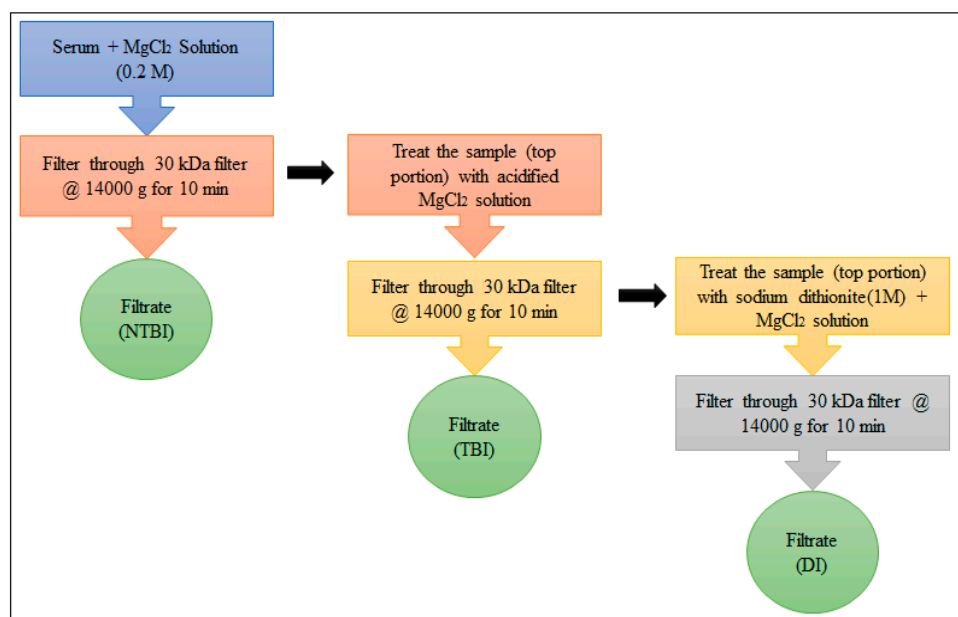 Serum + MgCl₂ Solution
(0.2 M)
Filter through 30 kDa filter
@ 14000 g for 10 min
Filtrate
(NTBI)
Treat the sample (top
portion) with acidified
MgCl₂ solution
Filter through 30 kDa filter
@ 14000 g for 10 min
Filtrate
(TBI)
Treat the sample (top portion)
with sodium dithionite(1M) +
MgCl₂ solution
Filter through 30 kDa filter @
14000 g for 10 min
Filtrate
(DI)